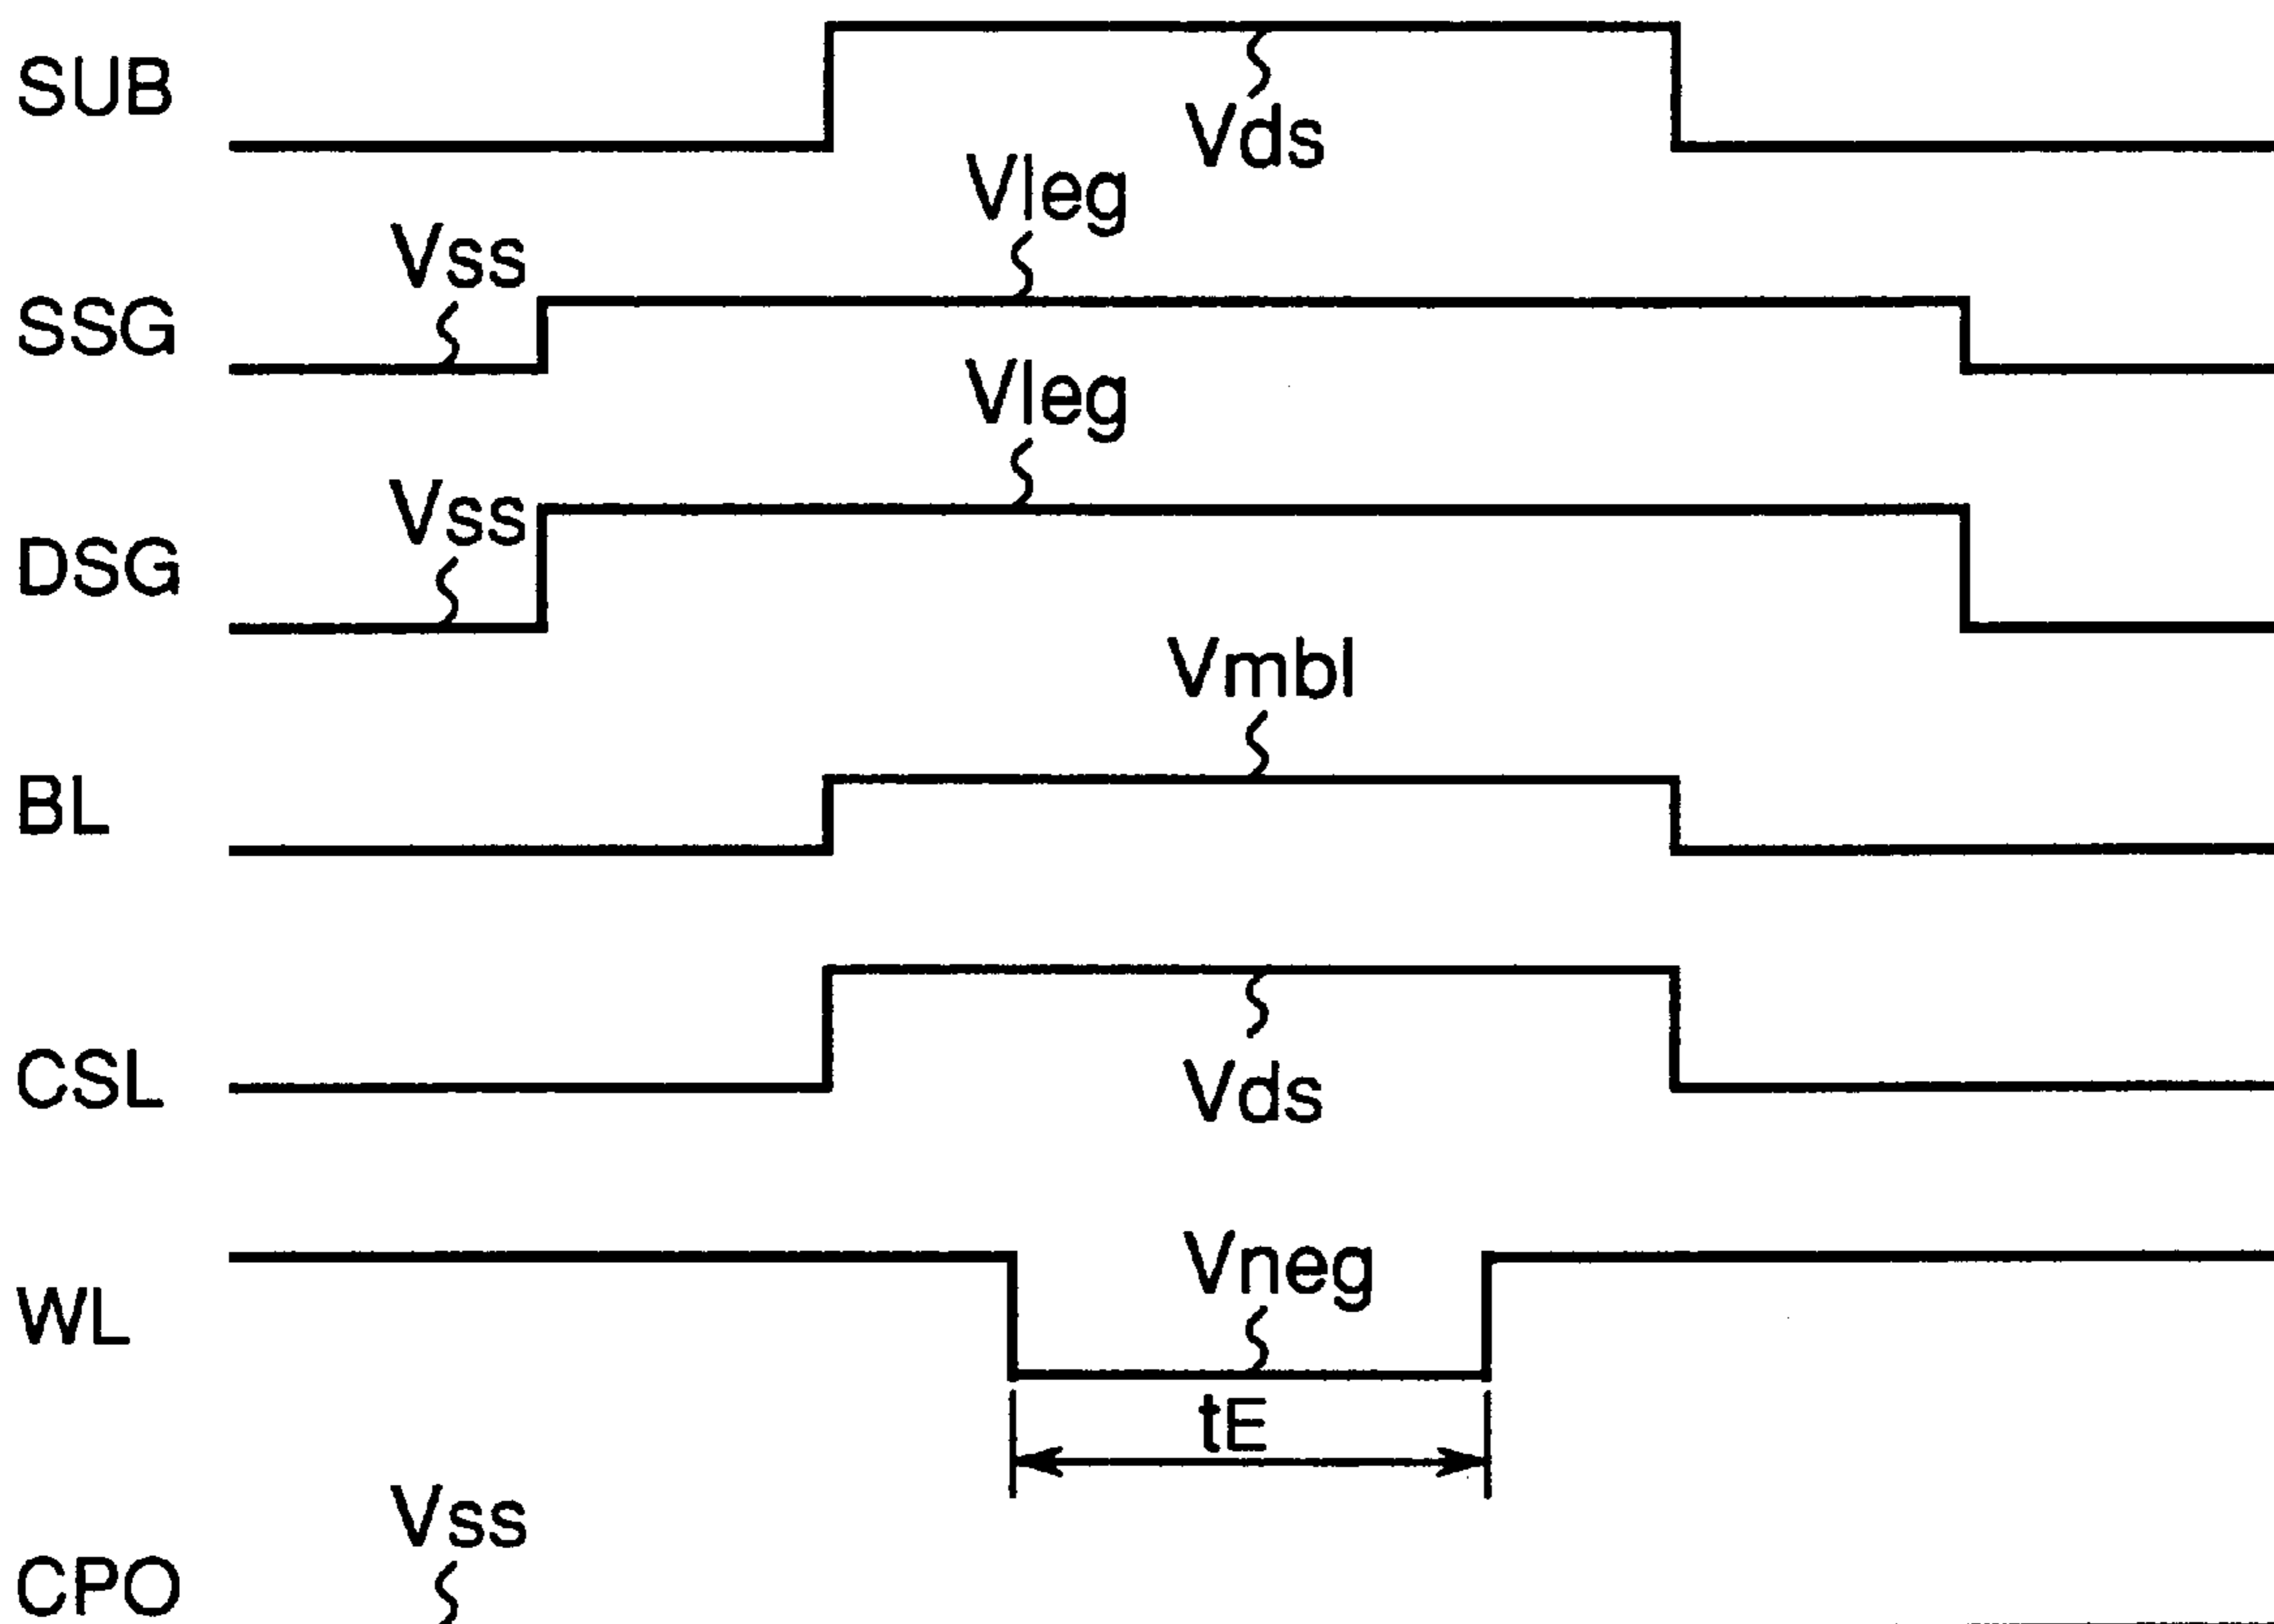 SUB
Vds
Vleg
Vss
SSG
Vleg
Vss
DSG
Vmbl
BL
CSL
Vds
Vneg
WL
tE
Vss
CPO